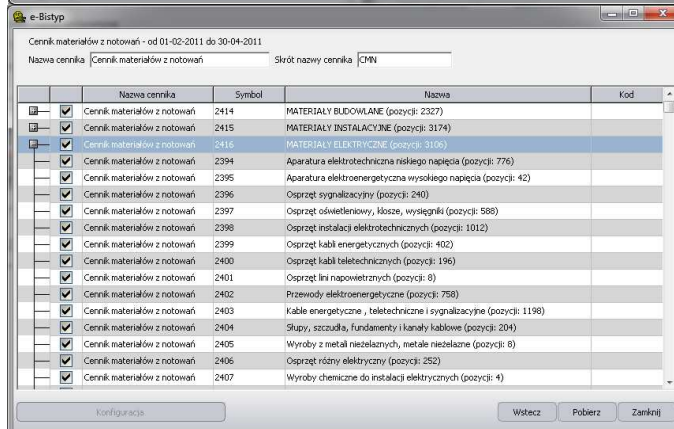 e-Bistyp
Cennik materiałów z notowań - od 01-02-2011 do 30-04-2011
Nazwa cennika Cennik materiałów z notowań Skrót nazwy cennika CMN
Nazwa cennika Symbol Nazwa Kod
Cennik materiałów z notowań 2414 MATERIAŁY BUDOWLANE (pozycji: 2327)
Cennik materiałów z notowań 2415 MATERIAŁY INSTALACYJNE (pozycji: 3174)
Cennik materiałów z notowań 2416 MATERIAŁY ELEKTRYCZNE (pozycji: 3106)
Cennik materiałów z notowań 2394 Aparatura elektrotechniczna niskiego napięcia (pozycji: 776)
Cennik materiałów z notowań 2395 Aparatura elektroenergetyczna wysokiego napięcia (pozycji: 42)
Cennik materiałów z notowań 2396 Osprzęt sygnalizacyjny (pozycji: 240)
Cennik materiałów z notowań 2397 Osprzęt oświetleniowy, klosze, wysięgniki (pozycji: 588)
Cennik materiałów z notowań 2398 Osprzęt instalacji elektrotechnicznych (pozycji: 1012)
Cennik materiałów z notowań 2399 Osprzęt kabli energetycznych (pozycji: 402)
Cennik materiałów z notowań 2400 Osprzęt kabli teletechnicznych (pozycji: 196)
Cennik materiałów z notowań 2401 Osprzęt lini napowietrznych (pozycji: 8)
Cennik materiałów z notowań 2402 Przewody elektroenergetyczne (pozycji: 758)
Cennik materiałów z notowań 2403 Kable energetyczne , teletechniczne i sygnalizacyjne (pozycji: 1198)
Cennik materiałów z notowań 2404 Słupy, szczudła, fundamenty i kanały kablowe (pozycji: 204)
Cennik materiałów z notowań 2405 Wyroby z metali nieżelaznych, metale nieżelazne (pozycji: 8)
Cennik materiałów z notowań 2406 Osprzęt różny elektryczny (pozycji: 252)
Cennik materiałów z notowań 2407 Wyroby chemiczne do instalacji elektrycznych (pozycji: 4)
Konfiguracja Wstecz Pobierz Zamknij